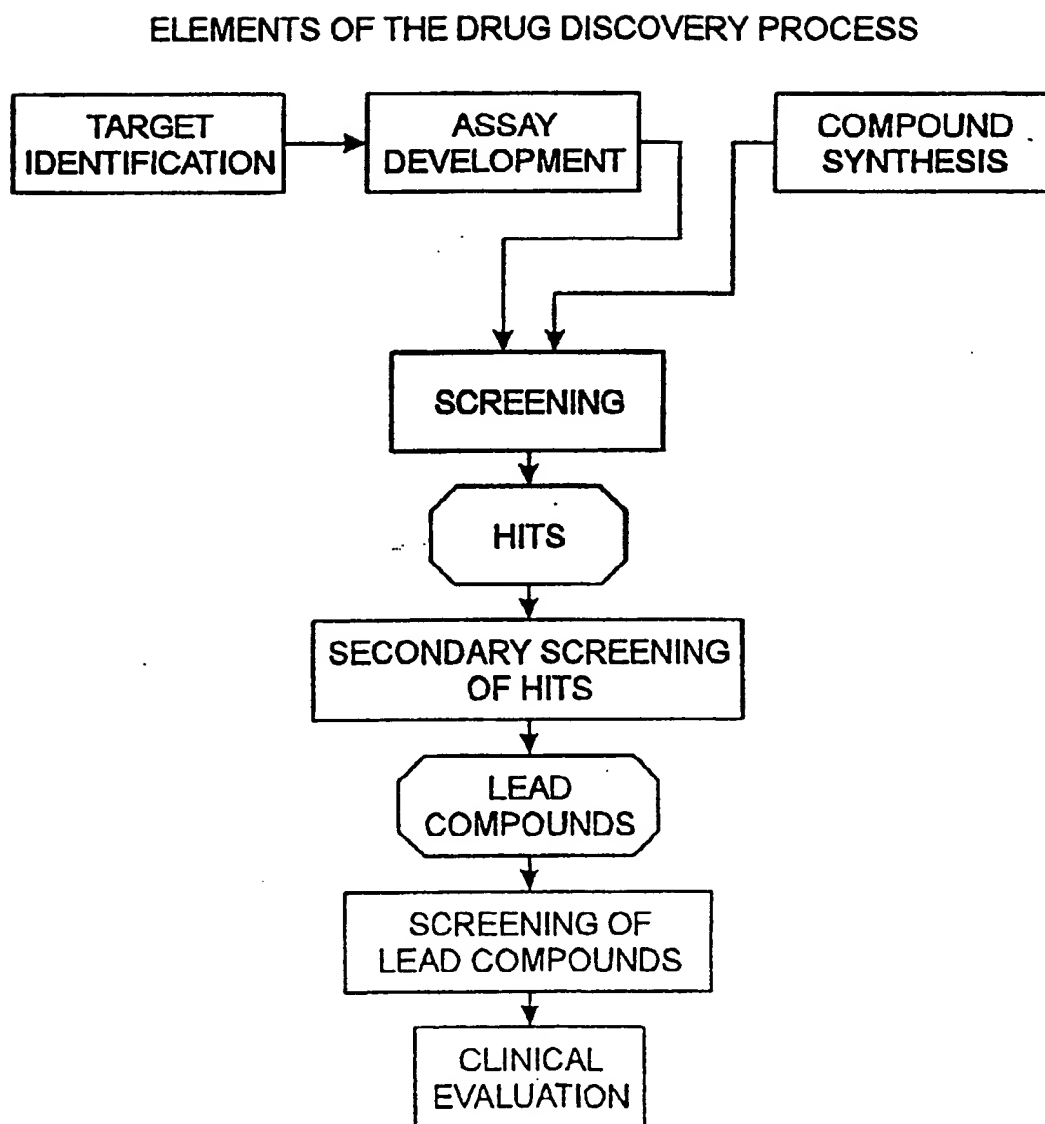 ELEMENTS OF THE DRUG DISCOVERY PROCESS
TARGET
IDENTIFICATION
ASSAY
DEVELOPMENT
COMPOUND
SYNTHESIS
SCREENING
HITS
SECONDARY SCREENING
OF HITS
LEAD
COMPOUNDS
SCREENING OF
LEAD COMPOUNDS
CLINICAL
EVALUATION